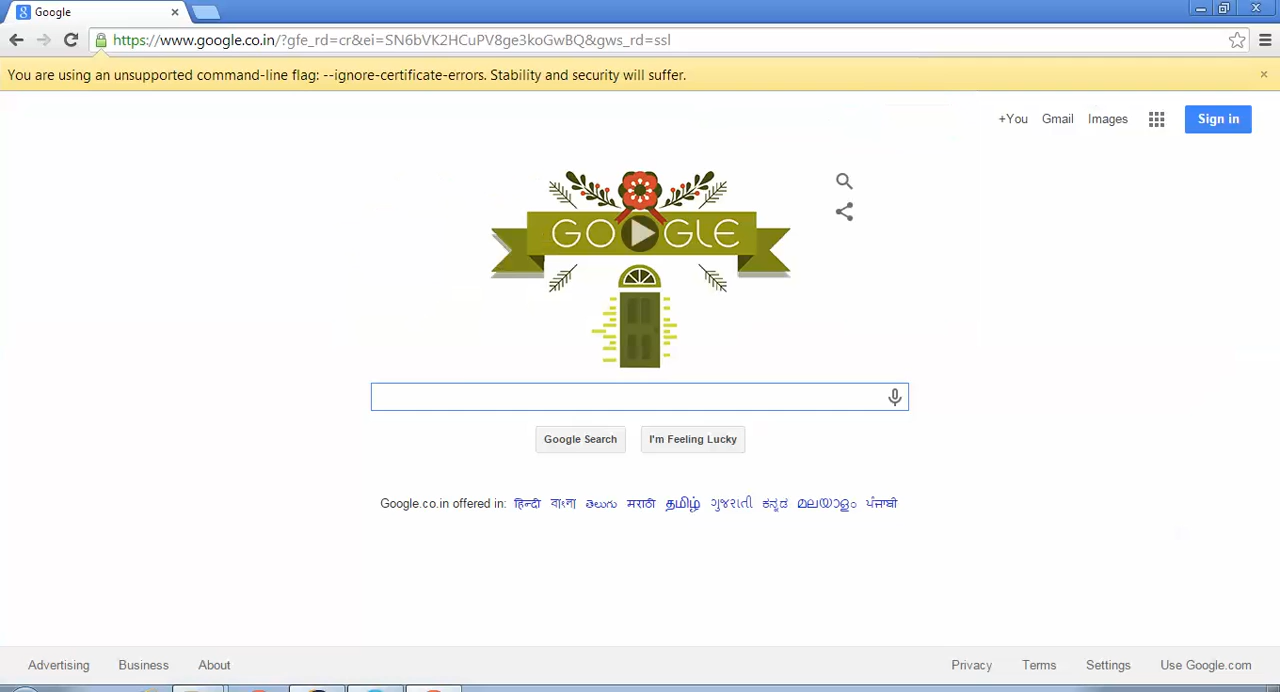 Google
https://www.google.co.in/?gfe_rd=cr&ei=SN6bVK2HCuPV8ge3koGwBQ&gws_rd=ssl
You are using an unsupported command-line flag: --ignore-certificate-errors. Stability and security will suffer.
+You Gmail Images Sign in
GOOGLE
Google Search I'm Feeling Lucky
Google.co.in offered in: हिन्दी বাংলা తెలుగు मराठी தமிழ் ગુજરાતી ಕನ್ನಡ മലയാളം ਪੰਜਾਬੀ
Advertising Business About Privacy Terms Settings Use Google.com